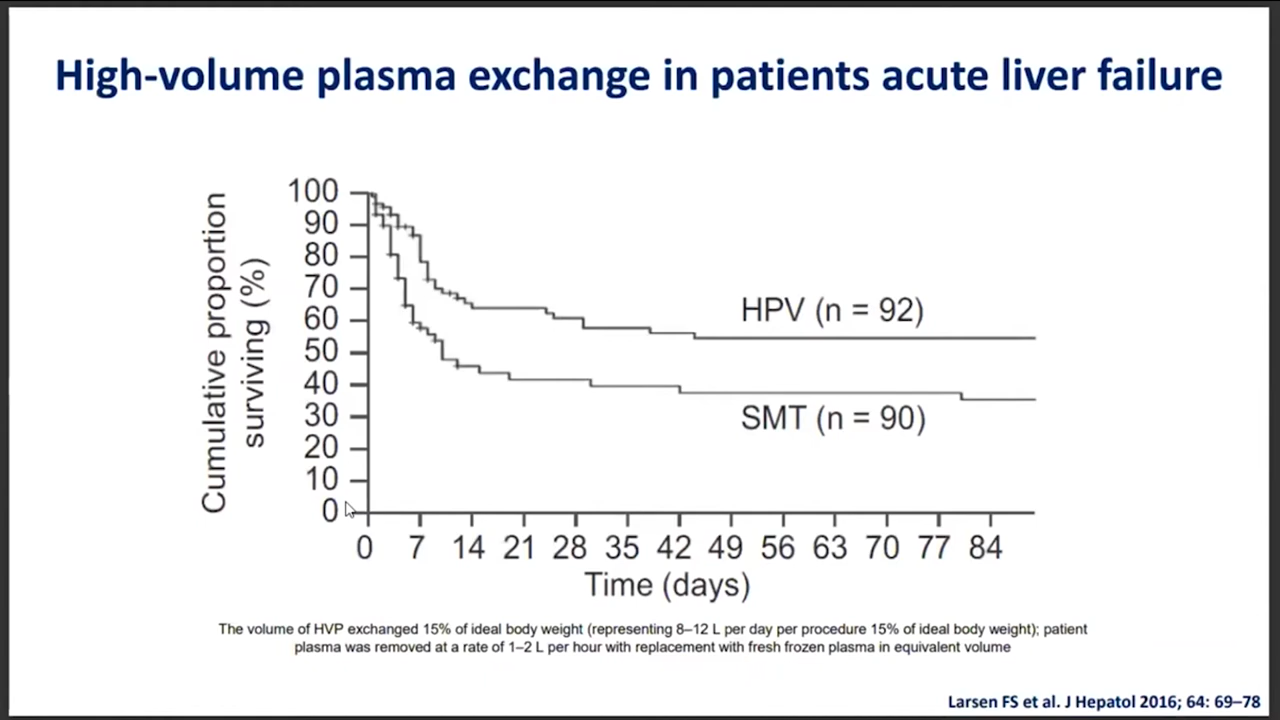 High-volume plasma exchange in patients acute liver failure
Cumulative proportion
surviving (%)
100
90
80
70
60
50
40
30
20
10
0
HPV (n = 92)
SMT (n = 90)
0 7 14 21 28 35 42 49 56 63 70 77 84
Time (days)
The volume of HVP exchanged 15% of ideal body weight (representing 8–12 L per day per procedure 15% of ideal body weight); patient
plasma was removed at a rate of 1–2 L per hour with replacement with fresh frozen plasma in equivalent volume
Larsen FS et al. J Hepatol 2016; 64: 69–78